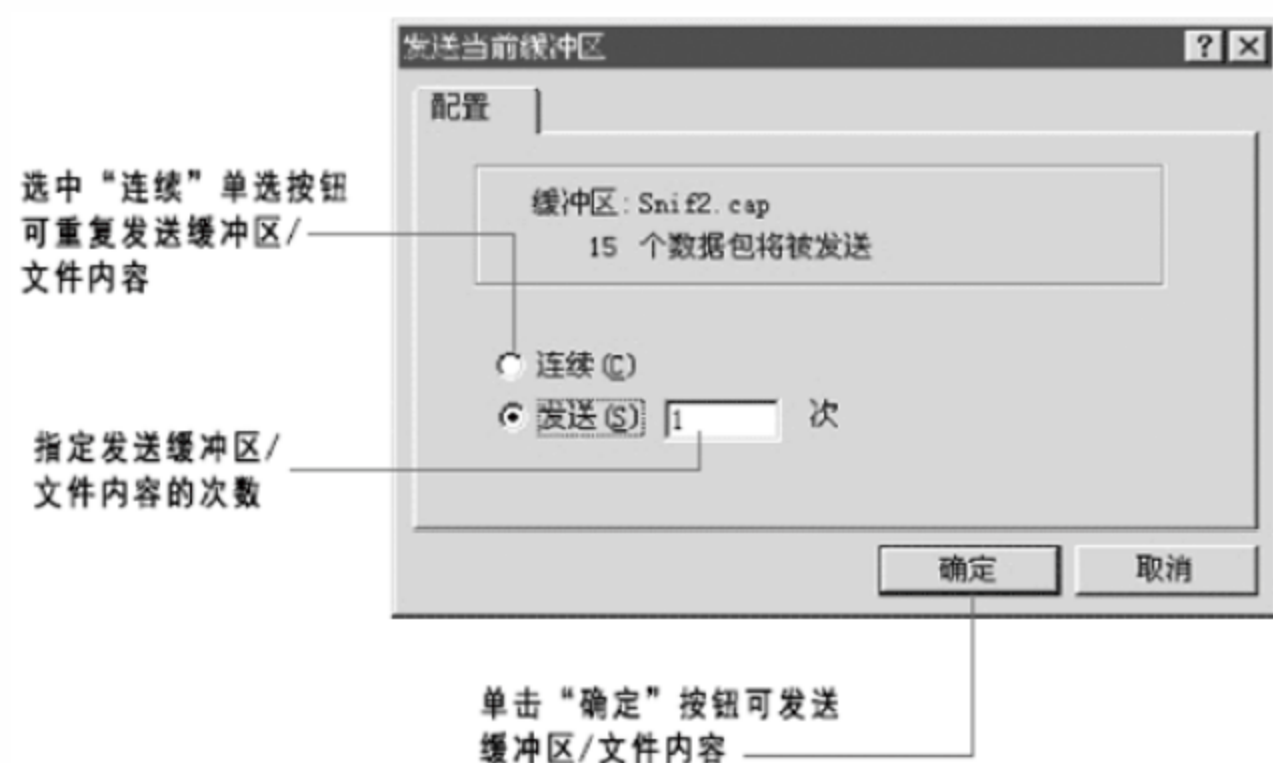 发送当前缓冲区
配置
缓冲区:Snif2.cap
15 个数据包将被发送
选中“连续”单选按钮
可重复发送缓冲区/
文件内容
连续(C)
发送(S) 1 次
指定发送缓冲区/
文件内容的次数
确定 取消
单击“确定”按钮可发送
缓冲区/文件内容